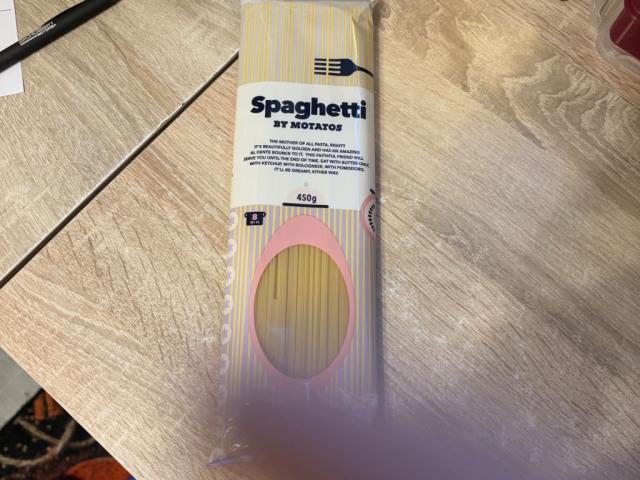 Spaghetti
BY MOTATOS
THE MOTHER OF ALL PASTA, RIGHT?
IT'S BEAUTIFULLY GOLDEN AND HAS AN AMAZING
AL DENTE BOUNCE TO IT. THIS FAITHFUL FRIEND WILL
SERVE YOU UNTIL THE END OF TIME. EAT WITH BUTTER,
WITH KETCHUP, WITH BOLOGNESE, WITH POMODORO.
IT'LL BE DREAMY, EITHER WAY.
450g
8
MIN